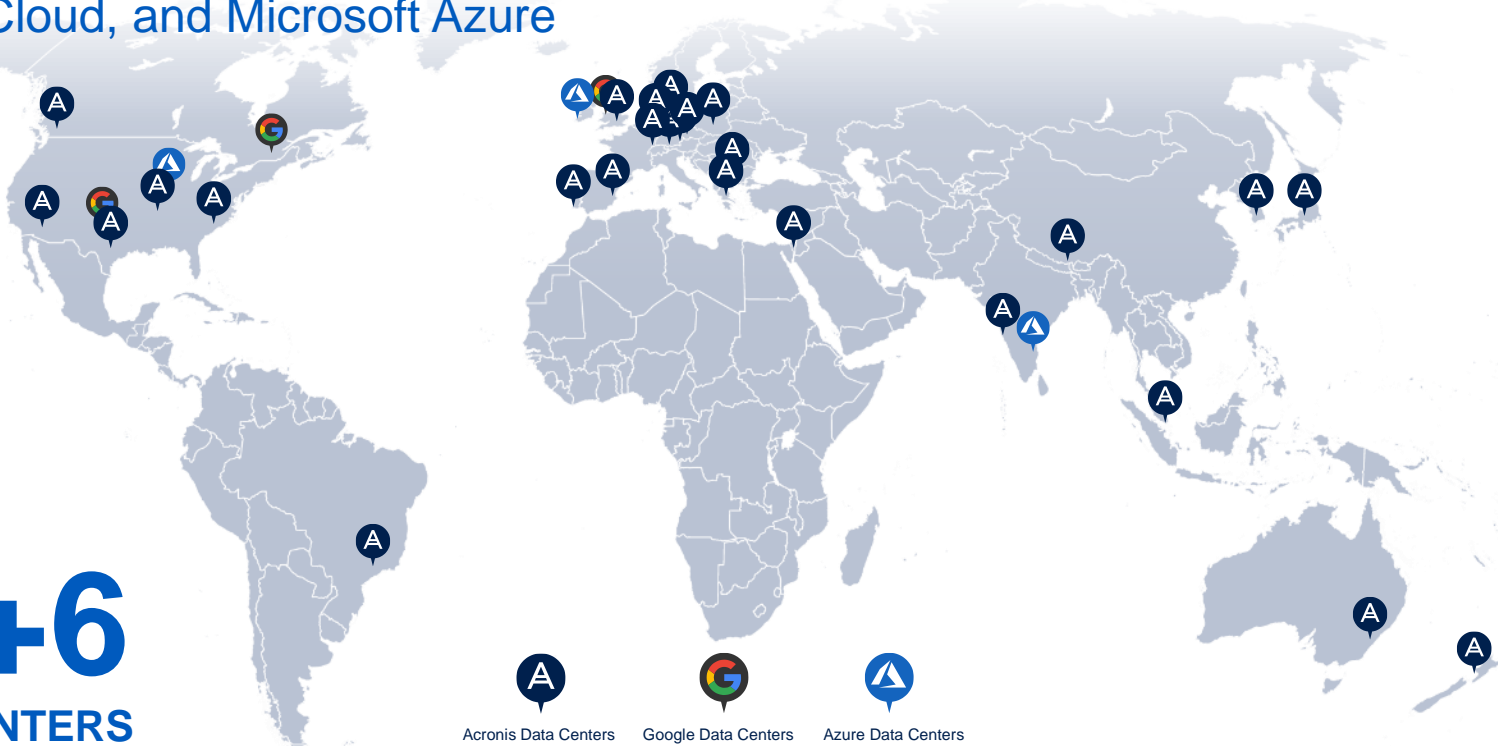 Cloud, and Microsoft Azure
+6
NTERS
Acronis Data Centers
Google Data Centers
Azure Data Centers